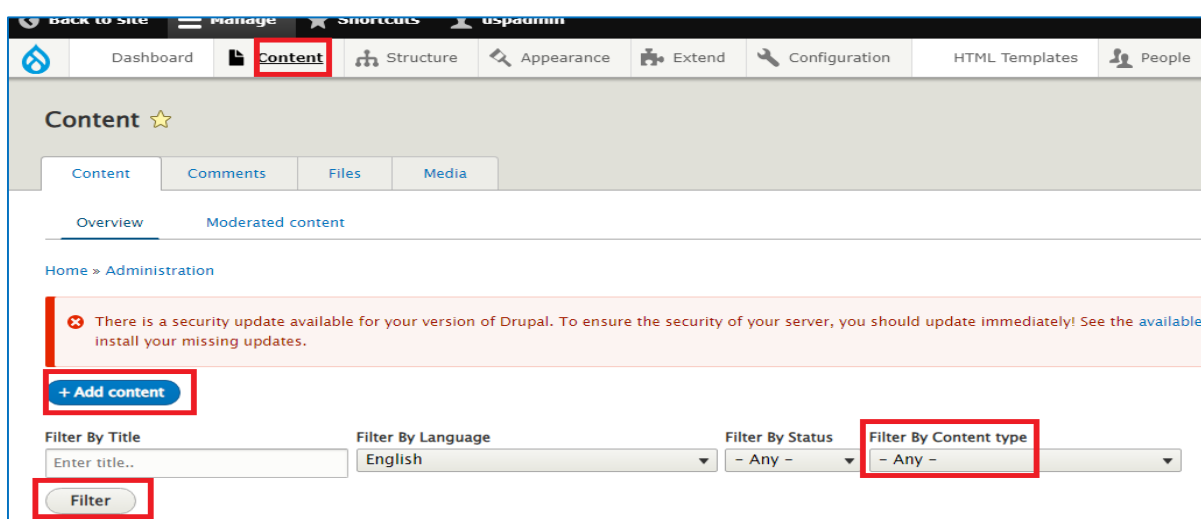 Back to site Manage Shortcuts uspadmin
Dashboard Content Structure Appearance Extend Configuration HTML Templates People
Content
Content Comments Files Media
Overview Moderated content
Home » Administration
There is a security update available for your version of Drupal. To ensure the security of your server, you should update immediately! See the available
install your missing updates.
+ Add content
Filter By Title Filter By Language Filter By Status Filter By Content type
Enter title.. English - Any - - Any -
Filter